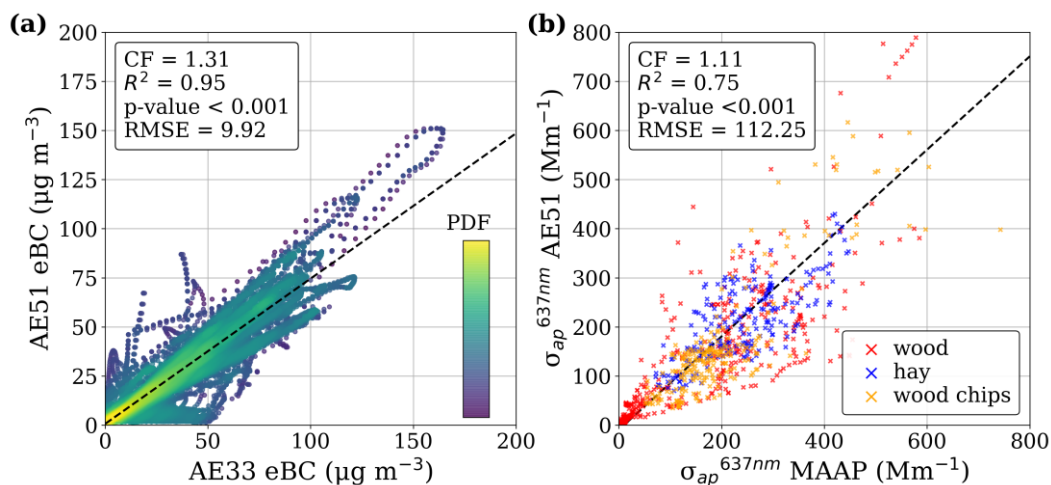 (a)
AE51 eBC (μg m⁻³)
200
175
150
125
100
75
50
25
0
CF = 1.31
R² = 0.95
p-value < 0.001
RMSE = 9.92
PDF
0 50 100 150 200
AE33 eBC (μg m⁻³)
(b)
σap⁶³⁷ⁿᵐ AE51 (Mm⁻¹)
800
700
600
500
400
300
200
100
0
CF = 1.11
R² = 0.75
p-value <0.001
RMSE = 112.25
wood
hay
wood chips
0 200 400 600 800
σap⁶³⁷ⁿᵐ MAAP (Mm⁻¹)